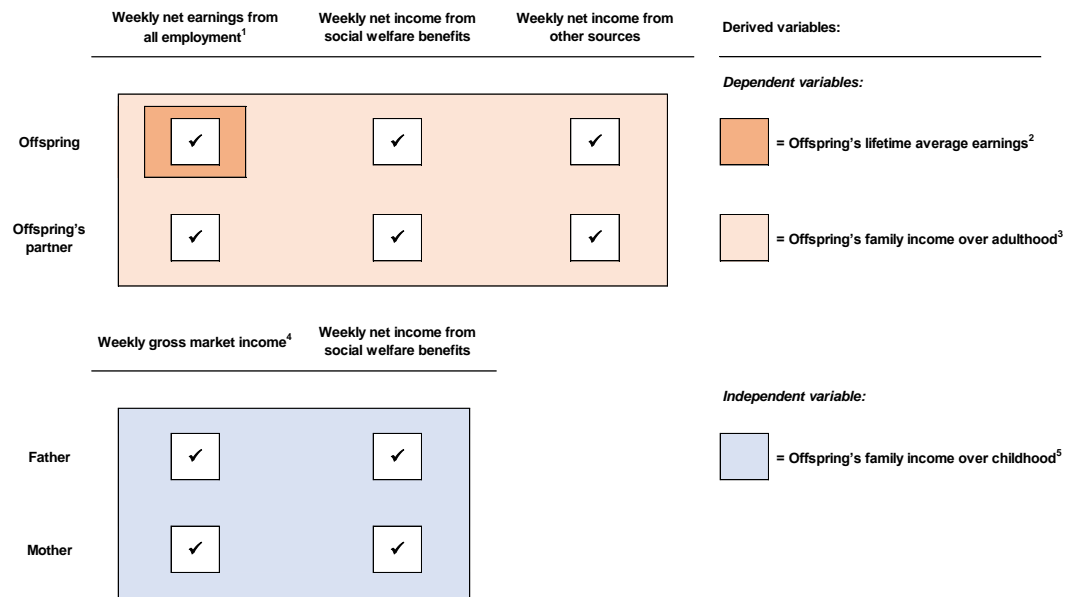 Weekly net earnings from
all employment¹
Weekly net income from
social welfare benefits
Weekly net income from
other sources
Derived variables:
Dependent variables:
Offspring
✓ ✓ ✓
= Offspring's lifetime average earnings²
Offspring's
partner
✓ ✓ ✓
= Offspring's family income over adulthood³
Weekly gross market income⁴
Weekly net income from
social welfare benefits
Independent variable:
Father
✓ ✓
= Offspring's family income over childhood⁵
Mother
✓ ✓